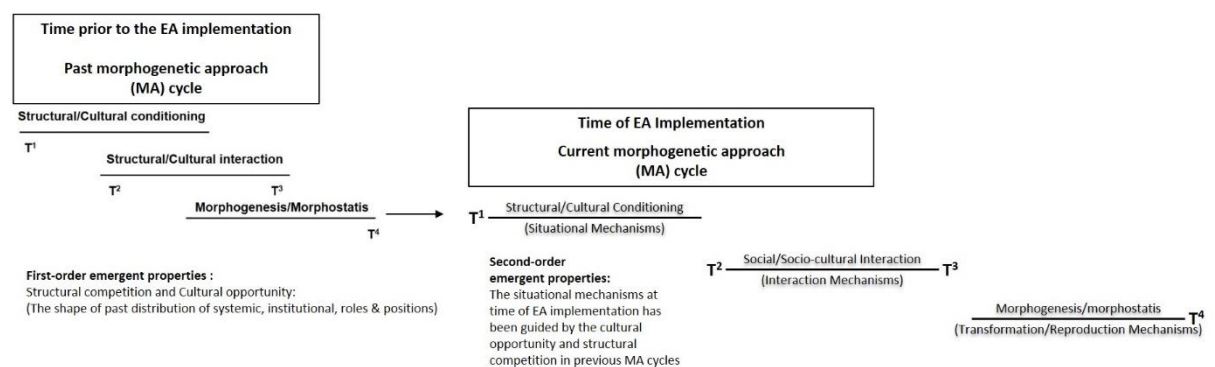 Time prior to the EA implementation
Past morphogenetic approach
(MA) cycle
Structural/Cultural conditioning
T1
Structural/Cultural interaction
T2
T3
Morphogenesis/Morphostatis
T4
First-order emergent properties :
Structural competition and Cultural opportunity:
(The shape of past distribution of systemic, institutional, roles & positions)
Time of EA Implementation
Current morphogenetic approach
(MA) cycle
T1
Structural/Cultural Conditioning
(Situational Mechanisms)
Second-order
emergent properties:
The situational mechanisms at
time of EA implementation has
been guided by the cultural
opportunity and structural
competition in previous MA cycles
T2
Social/Socio-cultural Interaction
T3
(Interaction Mechanisms)
Morphogenesis/morphostatis
T4
(Transformation/Reproduction Mechanisms)